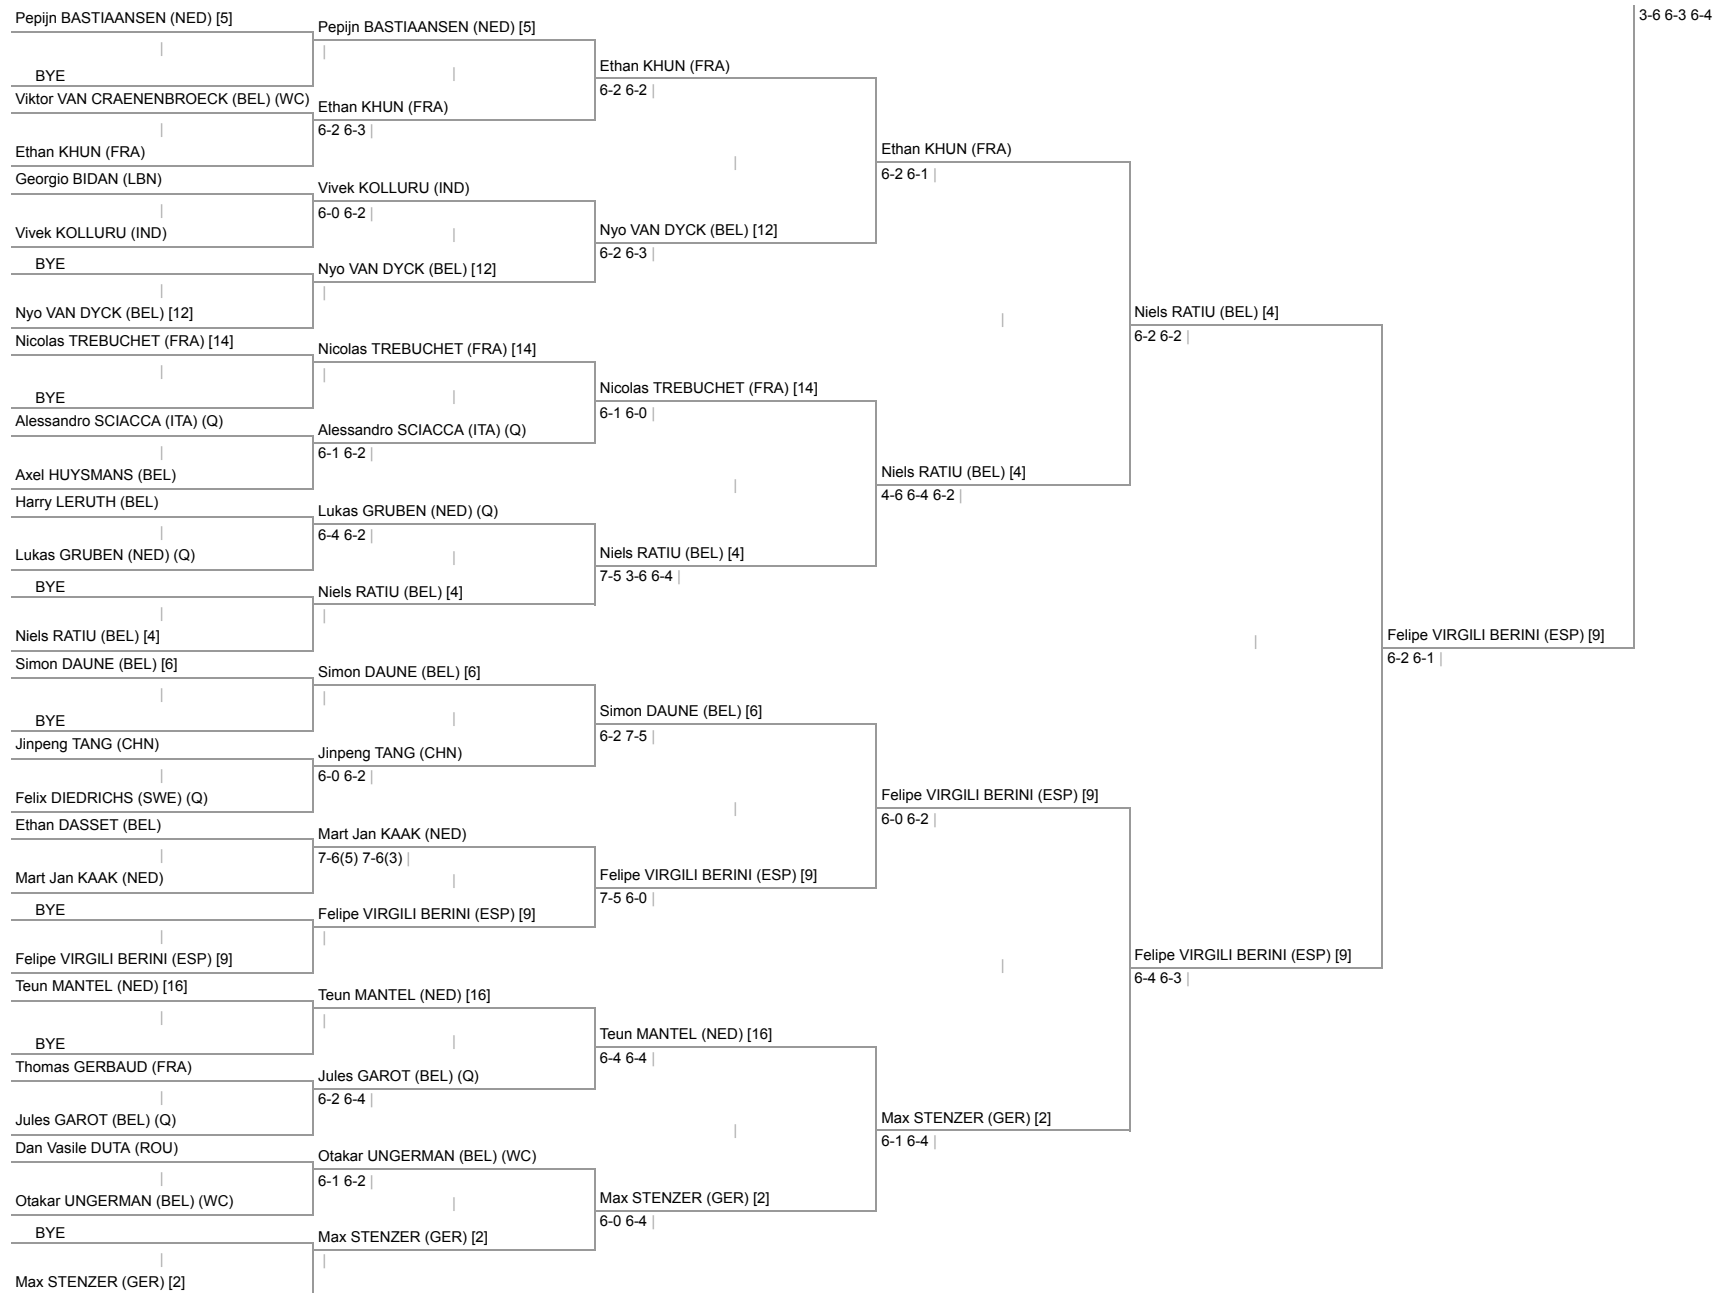 3-6 6-3 6-4
Pepijn BASTIAANSEN (NED) [5]
BYE
Viktor VAN CRAENENBROECK (BEL) (WC)
Ethan KHUN (FRA)
Georgio BIDAN (LBN)
Vivek KOLLURU (IND)
BYE
Nyo VAN DYCK (BEL) [12]
Nicolas TREBUCHET (FRA) [14]
BYE
Alessandro SCIACCA (ITA) (Q)
Axel HUYSMANS (BEL)
Harry LERUTH (BEL)
Lukas GRUBEN (NED) (Q)
BYE
Niels RATIU (BEL) [4]
Simon DAUNE (BEL) [6]
BYE
Jinpeng TANG (CHN)
Felix DIEDRICHS (SWE) (Q)
Ethan DASSET (BEL)
Mart Jan KAAK (NED)
BYE
Felipe VIRGILI BERINI (ESP) [9]
Teun MANTEL (NED) [16]
BYE
Thomas GERBAUD (FRA)
Jules GAROT (BEL) (Q)
Dan Vasile DUTA (ROU)
Otakar UNGERMAN (BEL) (WC)
BYE
Max STENZER (GER) [2]
Pepijn BASTIAANSEN (NED) [5]
Ethan KHUN (FRA)
6-2 6-3
Vivek KOLLURU (IND)
6-0 6-2
Nyo VAN DYCK (BEL) [12]
Nicolas TREBUCHET (FRA) [14]
Alessandro SCIACCA (ITA) (Q)
6-1 6-2
Lukas GRUBEN (NED) (Q)
6-4 6-2
Niels RATIU (BEL) [4]
Simon DAUNE (BEL) [6]
Jinpeng TANG (CHN)
6-0 6-2
Mart Jan KAAK (NED)
7-6(5) 7-6(3)
Felipe VIRGILI BERINI (ESP) [9]
Teun MANTEL (NED) [16]
Jules GAROT (BEL) (Q)
6-2 6-4
Otakar UNGERMAN (BEL) (WC)
6-1 6-2
Max STENZER (GER) [2]
Ethan KHUN (FRA)
6-2 6-2
Nyo VAN DYCK (BEL) [12]
6-2 6-3
Nicolas TREBUCHET (FRA) [14]
6-1 6-0
Niels RATIU (BEL) [4]
7-5 3-6 6-4
Simon DAUNE (BEL) [6]
6-2 7-5
Felipe VIRGILI BERINI (ESP) [9]
7-5 6-0
Teun MANTEL (NED) [16]
6-4 6-4
Max STENZER (GER) [2]
6-0 6-4
Ethan KHUN (FRA)
6-2 6-1
Niels RATIU (BEL) [4]
4-6 6-4 6-2
Felipe VIRGILI BERINI (ESP) [9]
6-0 6-2
Max STENZER (GER) [2]
6-1 6-4
Niels RATIU (BEL) [4]
6-2 6-2
Felipe VIRGILI BERINI (ESP) [9]
6-4 6-3
Felipe VIRGILI BERINI (ESP) [9]
6-2 6-1